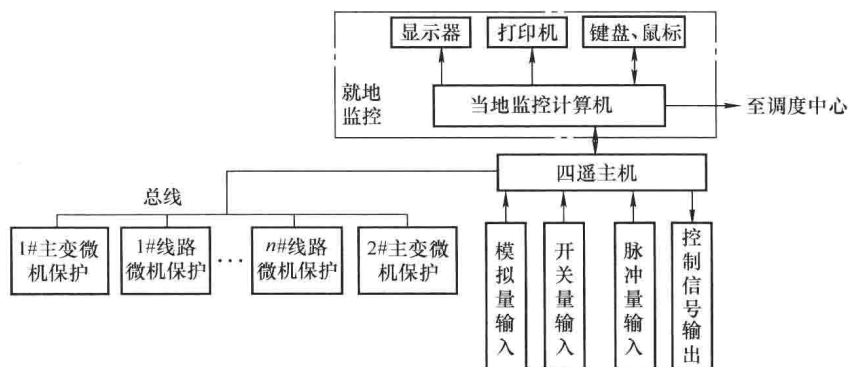 显示器
打印机
键盘、鼠标
就地
监控
当地监控计算机
至调度中心
四遥主机
总线
1#主变微
机保护
1#线路
微机保护
…
n#线路
微机保护
2#主变微
机保护
模拟量输入
开关量输入
脉冲量输入
控制信号输出